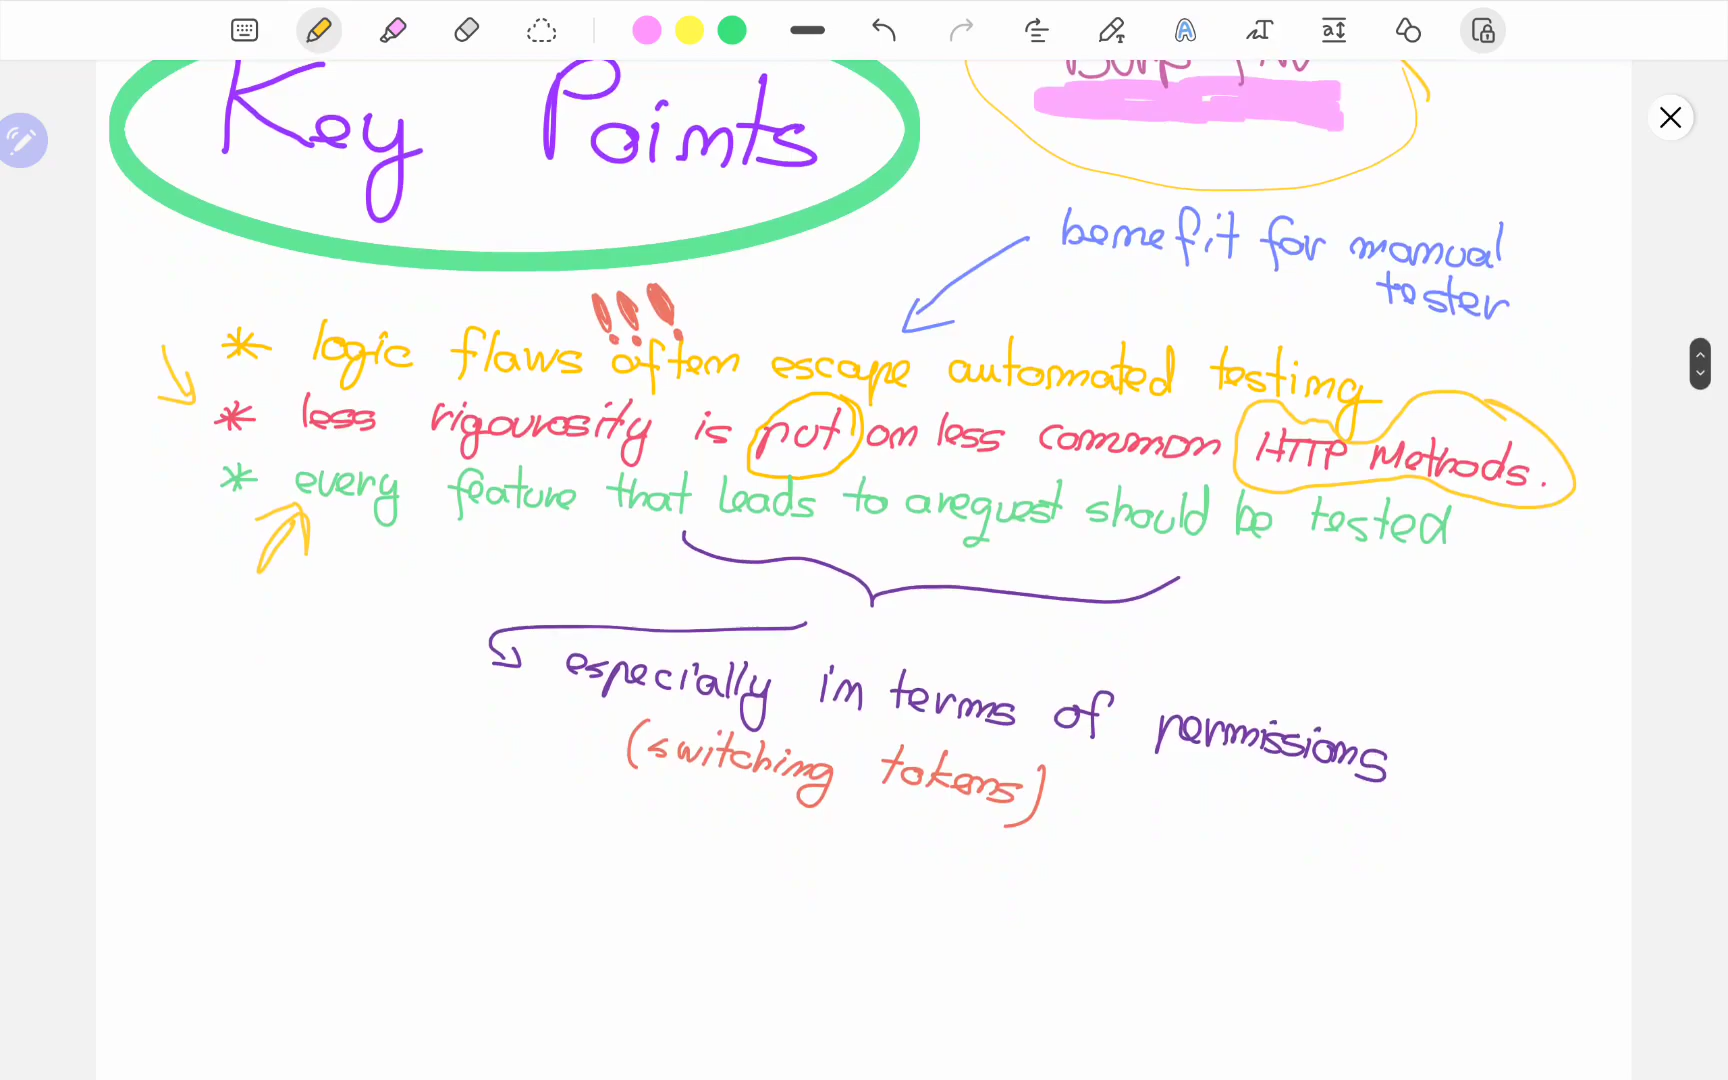 Key Points
benefit for manual
tester
!!!
* logic flaws often escape automated testing
* less rigourosity is put on less common HTTP Methods.
* every feature that leads to a request should be tested
especially in terms of permissions
(switching tokens)